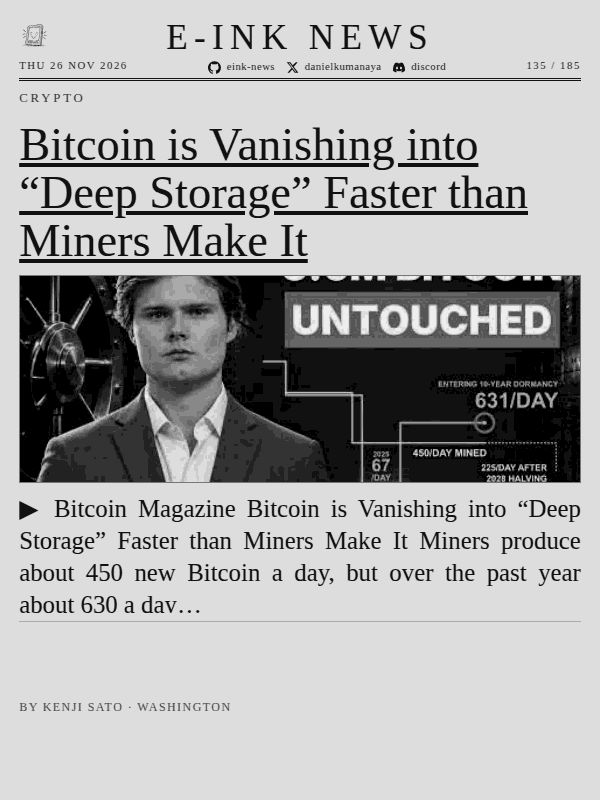 E-INK NEWS
THU 26 NOV 2026
eink-news danielkumanaya discord
135 / 185
CRYPTO
Bitcoin is Vanishing into
“Deep Storage” Faster than
Miners Make It
UNTOUCHED
ENTERING 10-YEAR DORMANCY
631/DAY
2025
67
/DAY
450/DAY MINED
225/DAY AFTER
2028 HALVING
▶ Bitcoin Magazine Bitcoin is Vanishing into “Deep
Storage” Faster than Miners Make It Miners produce
about 450 new Bitcoin a day, but over the past year
about 630 a day…
BY KENJI SATO · WASHINGTON